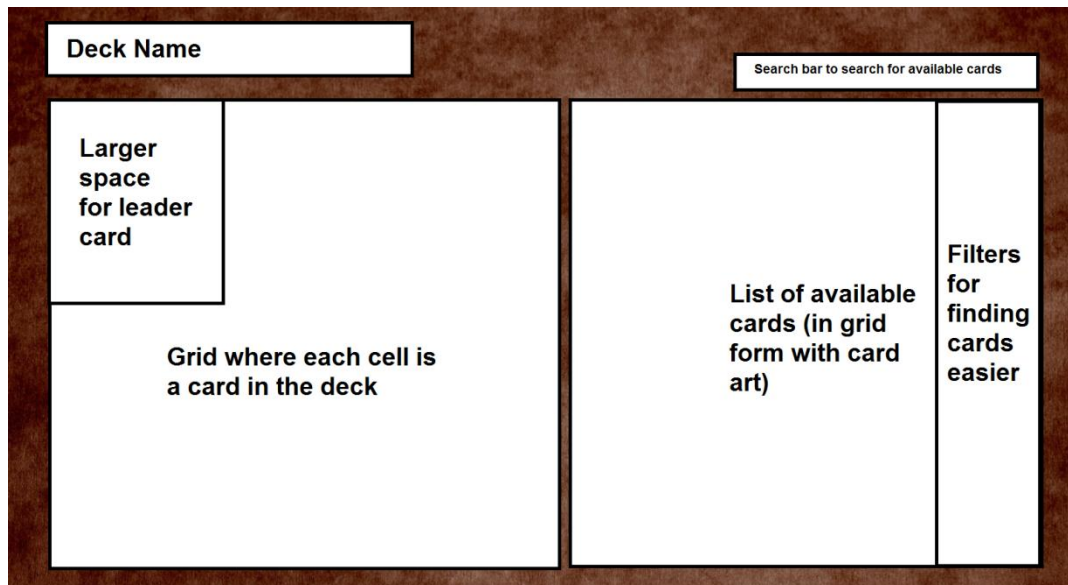 Deck Name
Search bar to search for available cards
Larger
space
for leader
card
Grid where each cell is
a card in the deck
List of available
cards (in grid
form with card
art)
Filters
for
finding
cards
easier